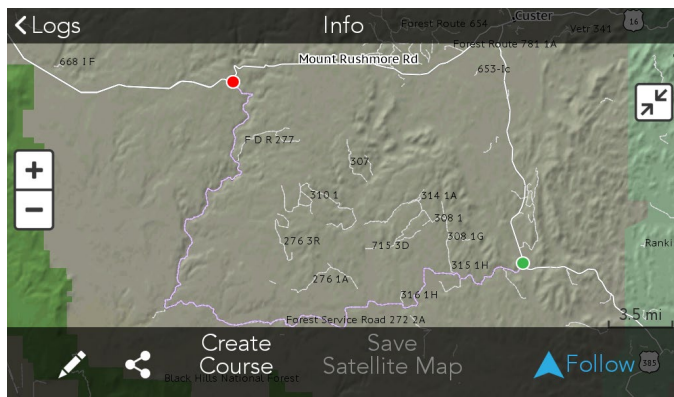 Logs
Info
Forest Route 654
Custer
16
Vetr 341
Forest Route 781 1A
668 1 F
Mount Rushmore Rd
653-1c
F D R 277
307
310 1
314 1A
308 1
276 3R
715-3D
308 1G
Ranki
315 1H
276 1A
316 1H
3.5 mi
Forest Service Road 272 2A
Create
Course
Save
Satellite Map
Follow
385
Black Hills National Forest